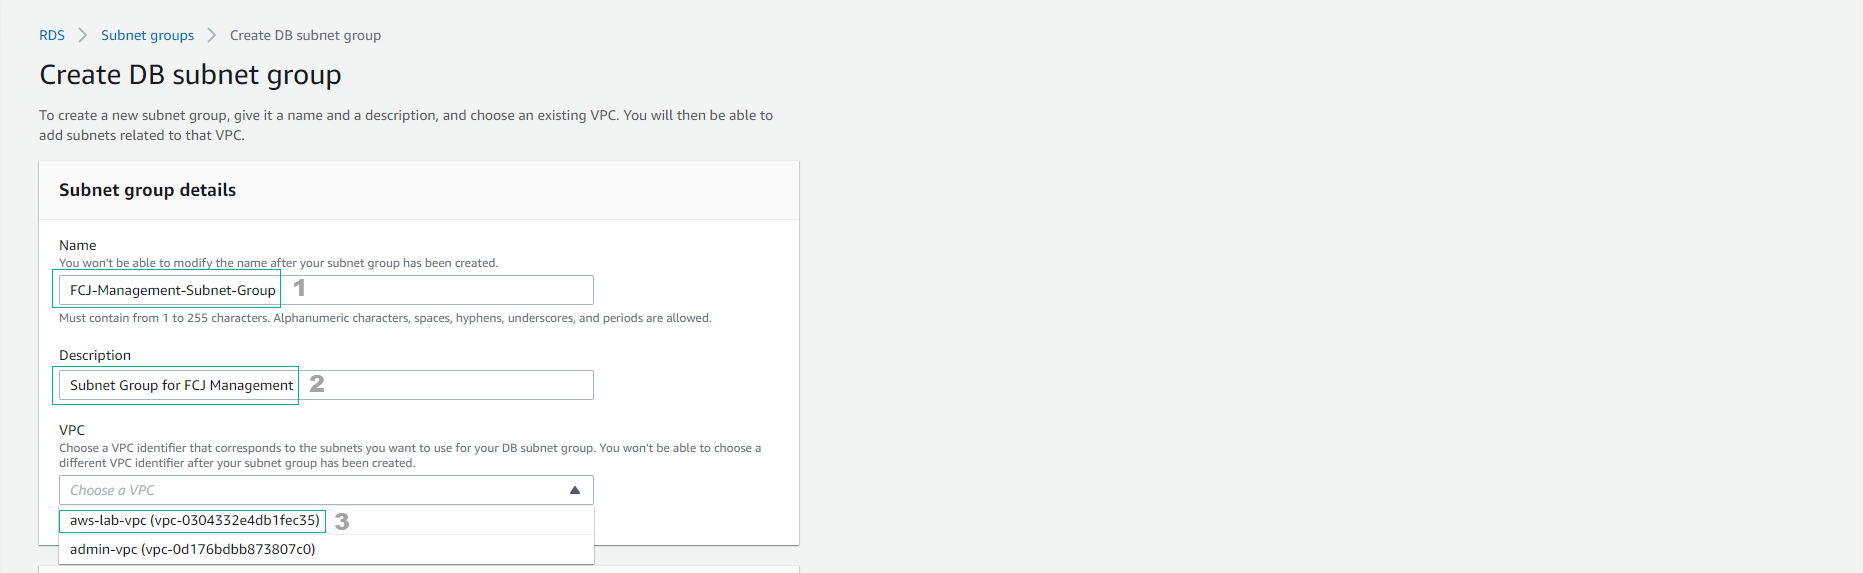 RDS > Subnet groups > Create DB subnet group
Create DB subnet group
To create a new subnet group, give it a name and a description, and choose an existing VPC. You will then be able to
add subnets related to that VPC.
Subnet group details
Name
You won't be able to modify the name after your subnet group has been created.
FCJ-Management-Subnet-Group 1
Must contain from 1 to 255 characters. Alphanumeric characters, spaces, hyphens, underscores, and periods are allowed.
Description
Subnet Group for FCJ Management 2
VPC
Choose a VPC identifier that corresponds to the subnets you want to use for your DB subnet group. You won't be able to choose a
different VPC identifier after your subnet group has been created.
Choose a VPC
aws-lab-vpc (vpc-0304332e4db1fec35) 3
admin-vpc (vpc-0d176bdbb873807c0)